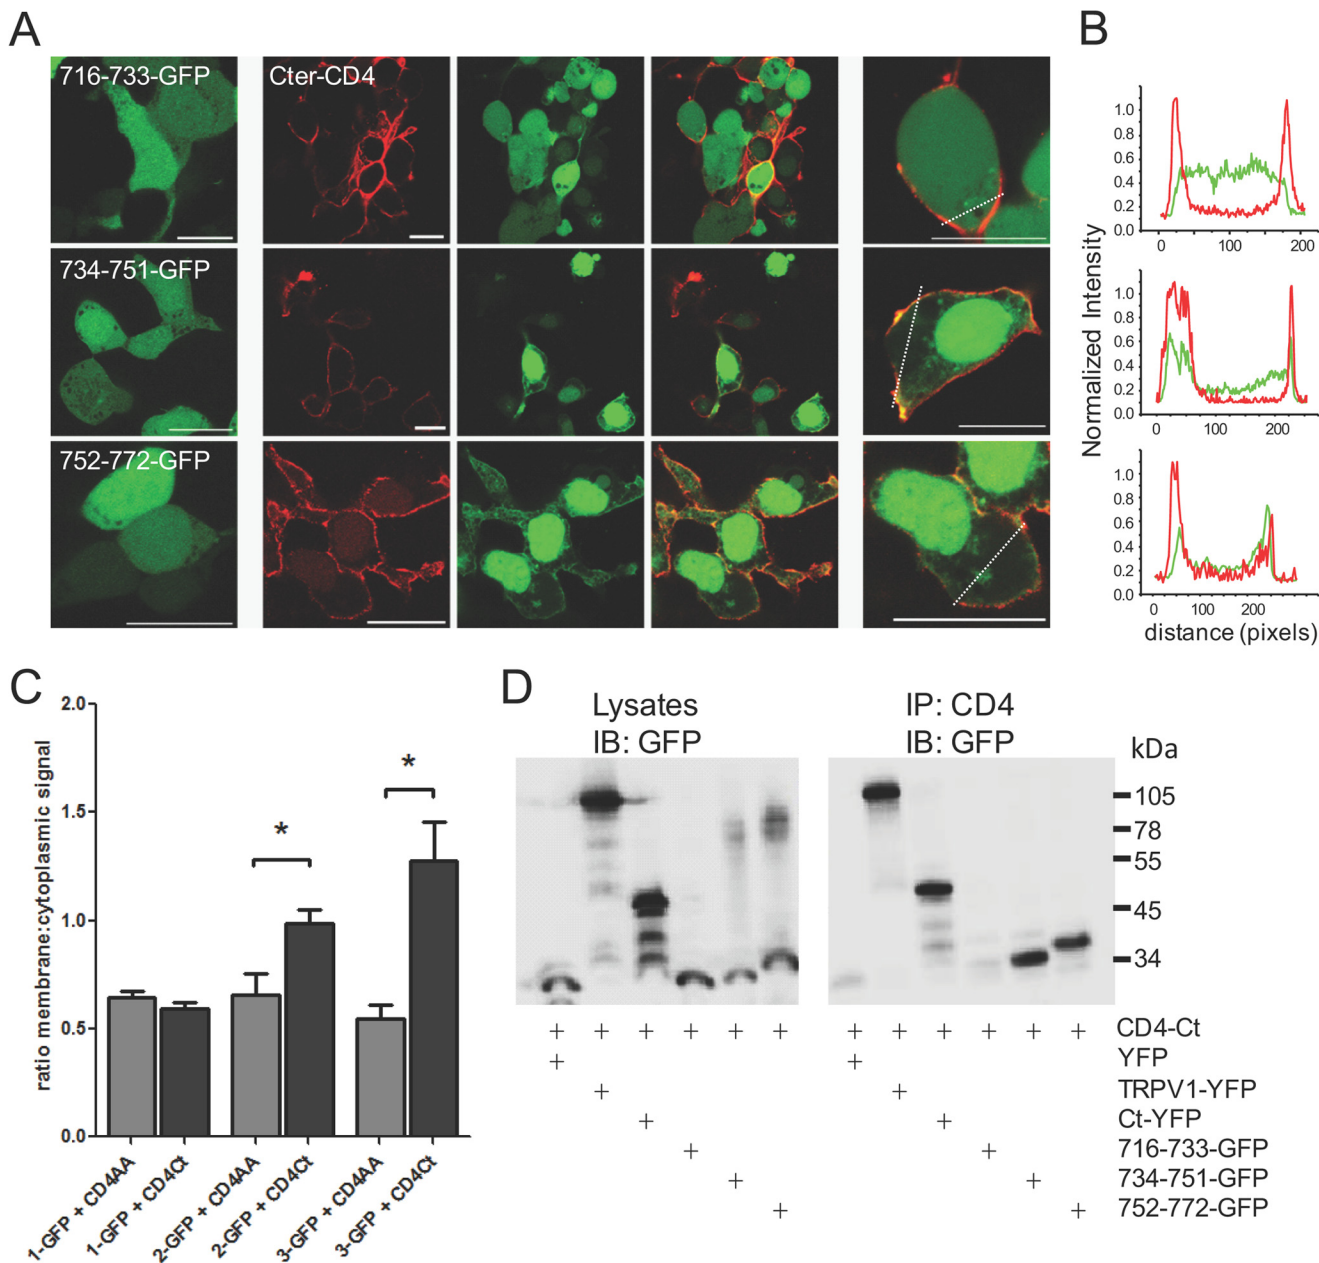 A
B
716-733-GFP
Cter-CD4
734-751-GFP
752-772-GFP
Normalized Intensity
1.0
0.8
0.6
0.4
0.2
0.0
0 100 200
1.0
0.8
0.6
0.4
0.2
0.0
0 100 200
1.0
0.8
0.6
0.4
0.2
0.0
0 100 200
distance (pixels)
C
ratio membrane:cytoplasmic signal
2.0
1.5
1.0
0.5
0.0
*
*
1-GFP + CD4AA
1-GFP + CD4Ct
2-GFP + CD4AA
2-GFP + CD4Ct
3-GFP + CD4AA
3-GFP + CD4Ct
D
Lysates
IB: GFP
IP: CD4
IB: GFP
kDa
105
78
55
45
34
+ + + + + + + + + + + + CD4-Ct
+ + YFP
+ + TRPV1-YFP
+ + Ct-YFP
+ + 716-733-GFP
+ + 734-751-GFP
+ + 752-772-GFP